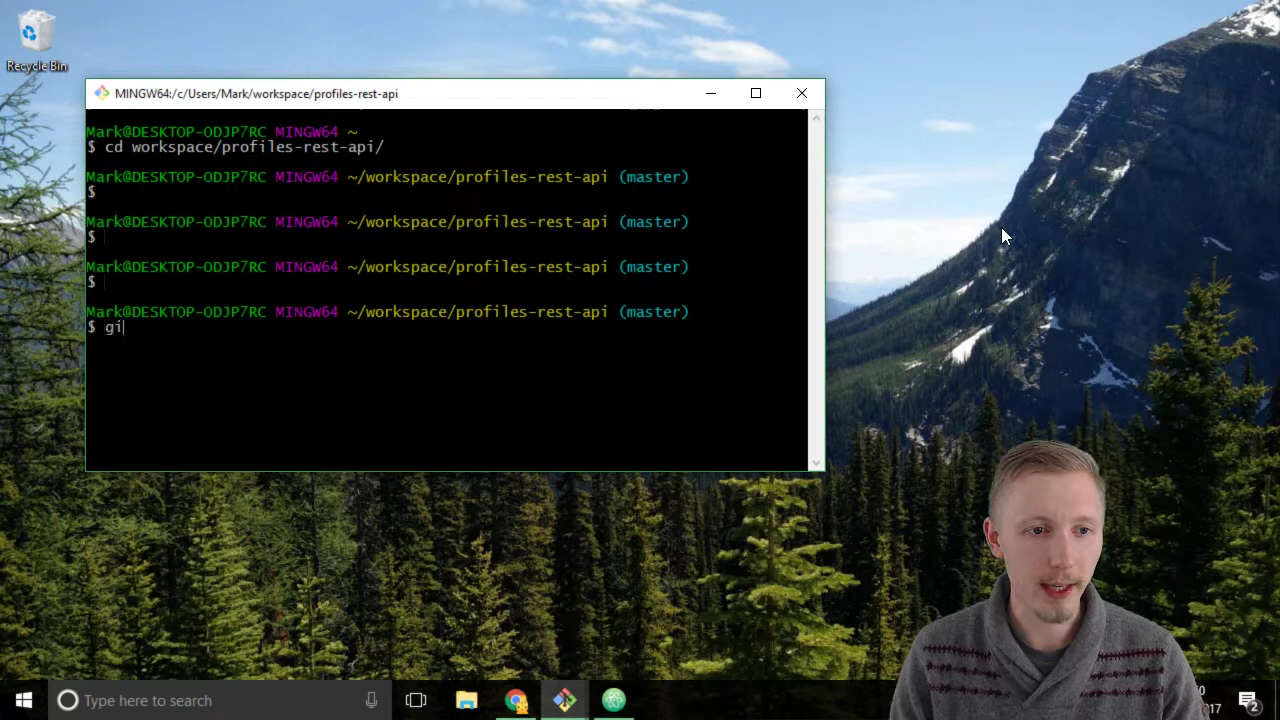 Recycle Bin
MINGW64:/c/Users/Mark/workspace/profiles-rest-api
Mark@DESKTOP-ODJP7RC MINGW64 ~
$ cd workspace/profiles-rest-api/
Mark@DESKTOP-ODJP7RC MINGW64 ~/workspace/profiles-rest-api (master)
$
Mark@DESKTOP-ODJP7RC MINGW64 ~/workspace/profiles-rest-api (master)
$
Mark@DESKTOP-ODJP7RC MINGW64 ~/workspace/profiles-rest-api (master)
$
Mark@DESKTOP-ODJP7RC MINGW64 ~/workspace/profiles-rest-api (master)
$ gi
Type here to search
0
017
2